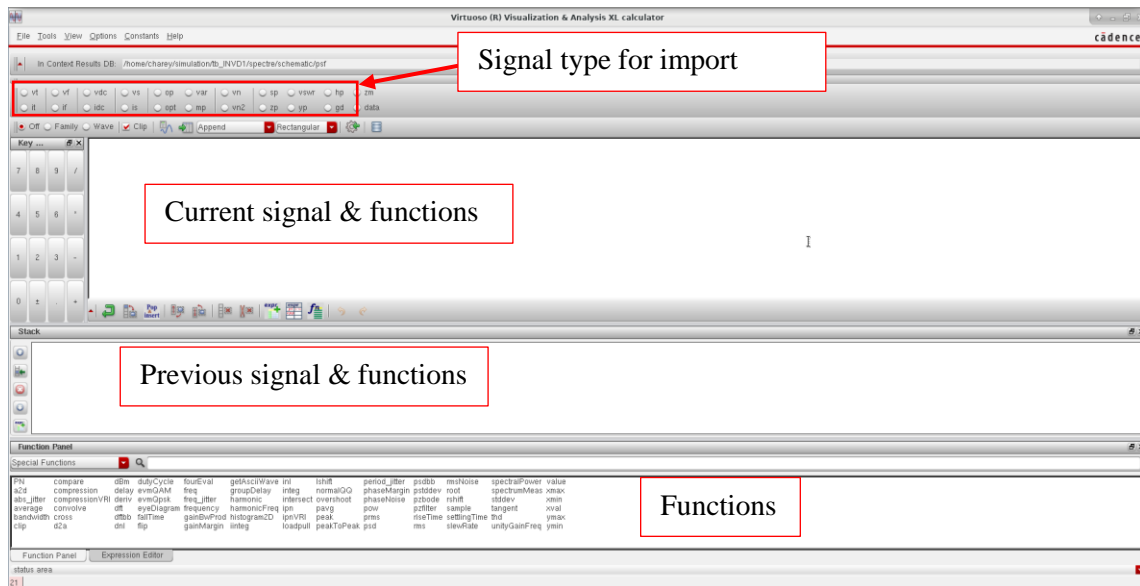 Virtuoso (R) Visualization & Analysis XL calculator
File Tools View Options Constants Help
cādence
Signal type for import
In Context Results DB: /home/charey/simulation/tb_INVD1/spectre/schematic/psf
vt vf vdc vs op var vn sp vswr hp zm
it if idc is opt mp vn2 zp yp gd data
Off Family Wave Clip Append Rectangular
Key ...
7 8 9 /
4 5 6 *
1 2 3 -
0 ± . +
Current signal & functions
Pop
Insert
expr
expr
fn
Stack
Previous signal & functions
Function Panel
Special Functions
PN compare dBm dutyCycle fourEval getAsciiWave inl lshift period_jitter psdbb rmsNoise spectralPower value
a2d compression delay evmQAM freq groupDelay integ normalQQ phaseMargin pstddev root spectrumMeas xmax
abs_jitter compressionVRI deriv evmQpsk freq_jitter harmonic intersect overshoot phaseNoise pzbode rshift stddev xmin
average convolve dft eyeDiagram frequency harmonicFreq ipn pavg pow pzfilter sample tangent xval
bandwidth cross dftbb fallTime gainBwProd histogram2D ipnVRI peak prms riseTime settlingTime thd ymax
clip d2a dnl flip gainMargin iinteg loadpull peakToPeak psd rms slewRate unityGainFreq ymin
Functions
Function Panel Expression Editor
status area
21